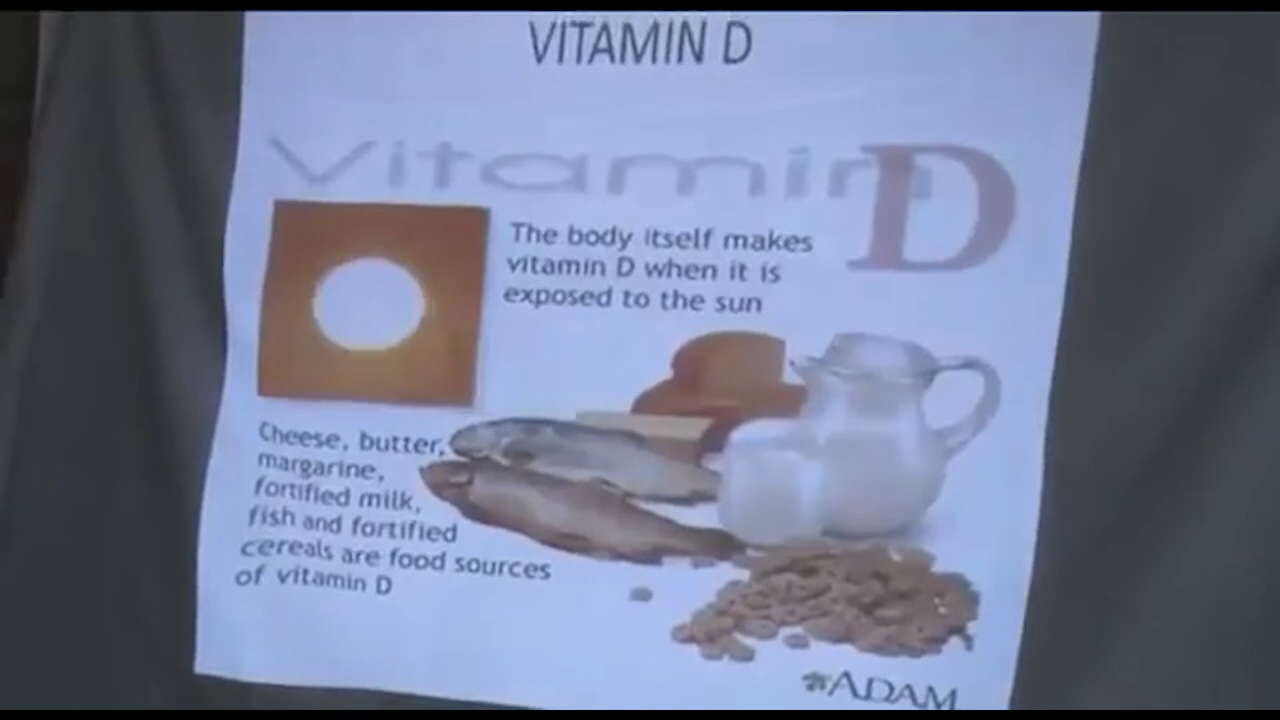 VITAMIN D
Vitamin D
The body itself makes
vitamin D when it is
exposed to the sun
Cheese, butter,
margarine,
fortified milk,
fish and fortified
cereals are food sources
of vitamin D
ADAM